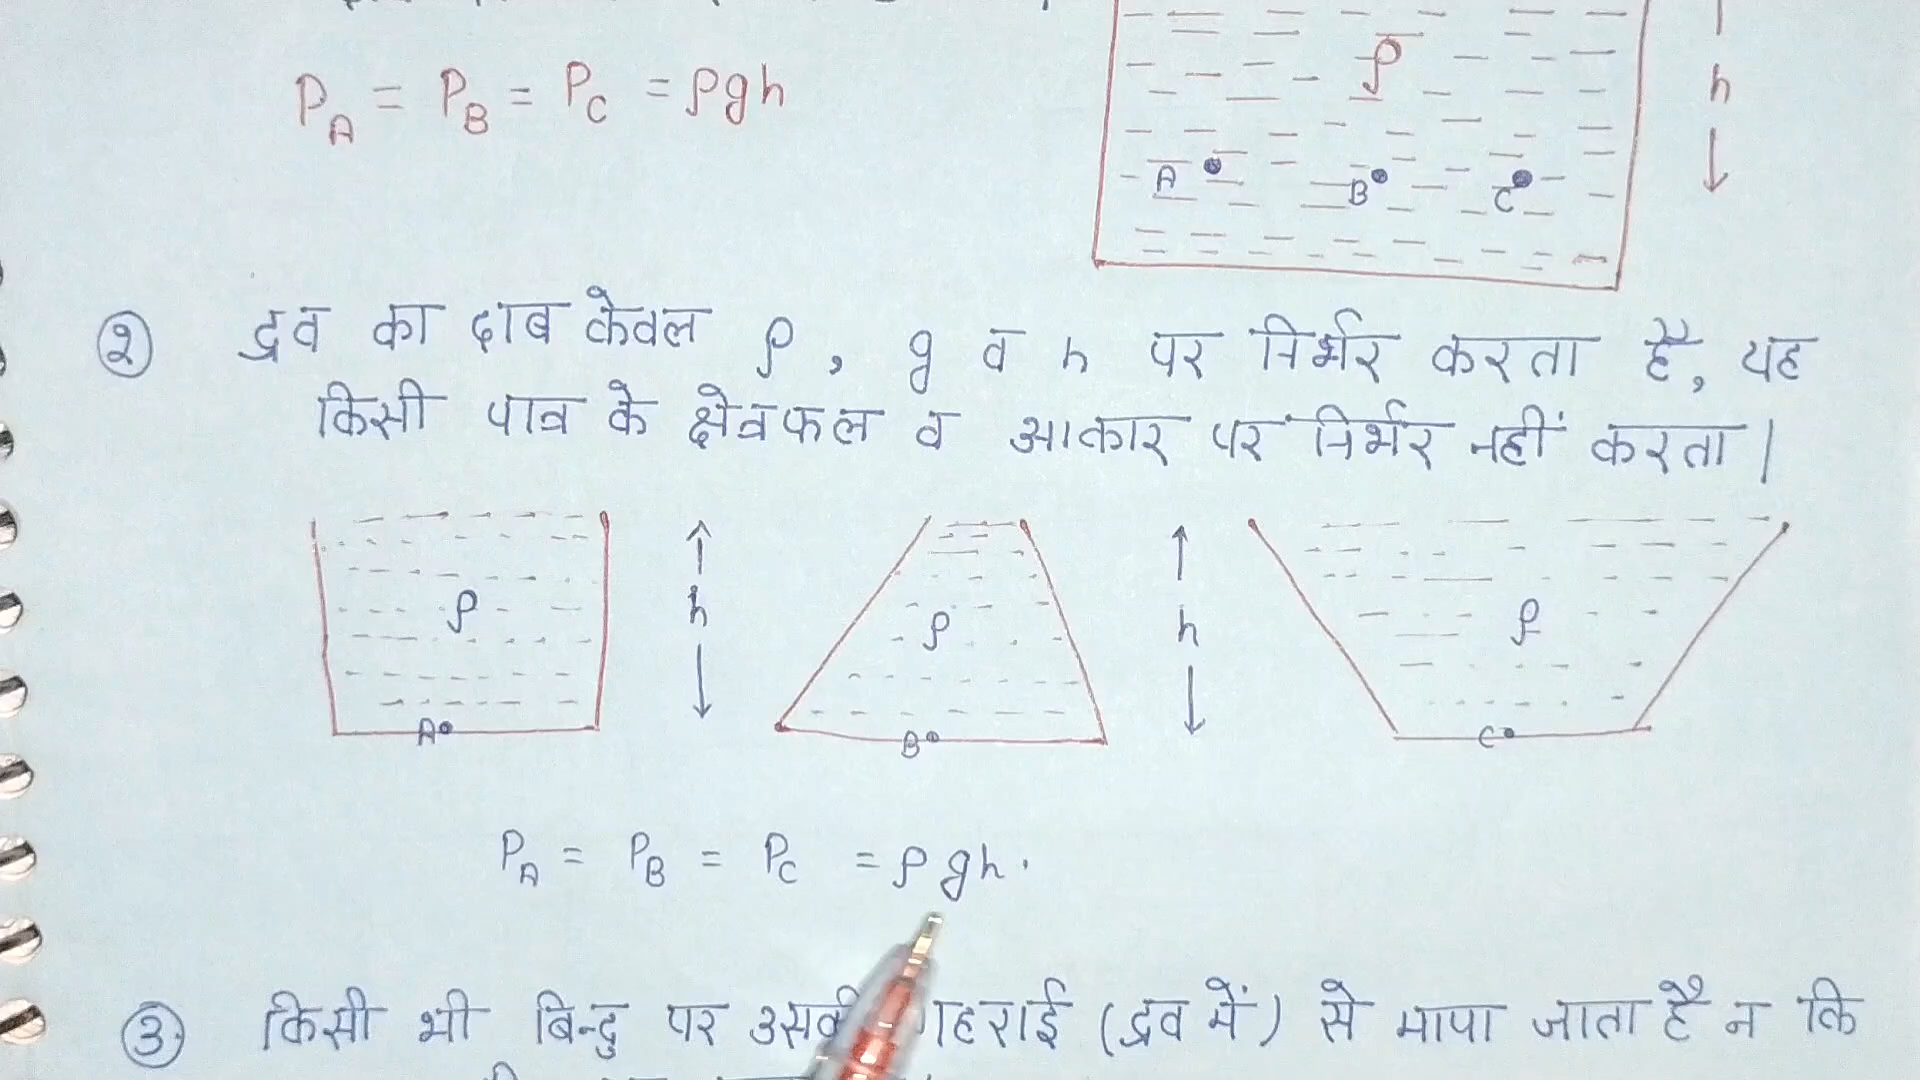 P_A = P_B = P_C = ρgh
ρ
h
A B C
② द्रव का दाब केवल ρ, g व h पर निर्भर करता है, यह
किसी पात्र के क्षेत्रफल व आकार पर निर्भर नहीं करता।
ρ h ρ h ρ
A B C
P_A = P_B = P_C = ρgh.
③ किसी भी बिन्दु पर उसकी गहराई (द्रव में) से मापा जाता है न कि